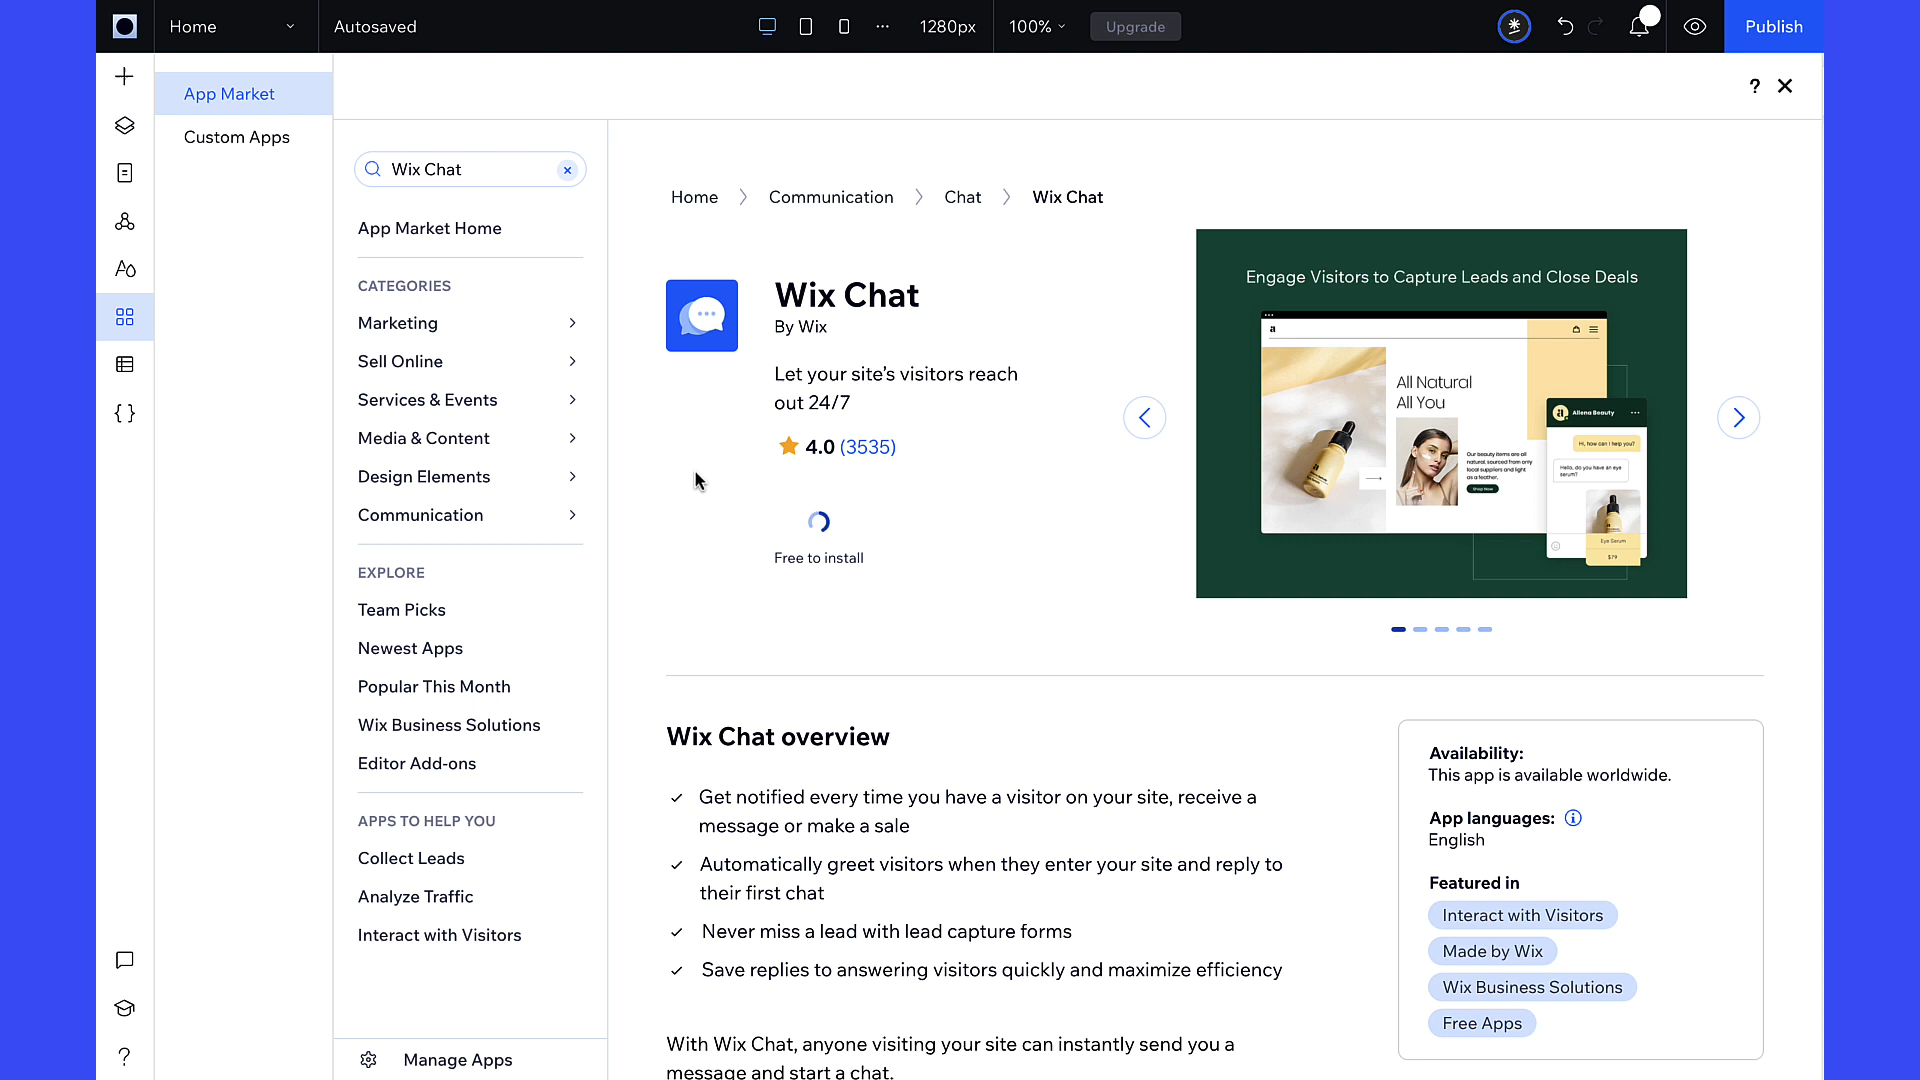 Home
Autosaved
1280px
100%
Upgrade
Publish
App Market
Custom Apps
?
Wix Chat
App Market Home
CATEGORIES
Marketing
Sell Online
Services & Events
Media & Content
Design Elements
Communication
EXPLORE
Team Picks
Newest Apps
Popular This Month
Wix Business Solutions
Editor Add-ons
APPS TO HELP YOU
Collect Leads
Analyze Traffic
Interact with Visitors
Manage Apps
Home > Communication > Chat > Wix Chat
Wix Chat
By Wix
Let your site's visitors reach
out 24/7
4.0 (3535)
Free to install
Engage Visitors to Capture Leads and Close Deals
a
All Natural
All You
Our beauty items are all
natural, sourced from only
local suppliers and light
as a feather.
Shop Now
a Allena Beauty
Hi, how can I help you?
Hello, do you have an eye
serum?
Eye Serum
$79
Wix Chat overview
Get notified every time you have a visitor on your site, receive a
message or make a sale
Automatically greet visitors when they enter your site and reply to
their first chat
Never miss a lead with lead capture forms
Save replies to answering visitors quickly and maximize efficiency
With Wix Chat, anyone visiting your site can instantly send you a
message and start a chat.
Availability:
This app is available worldwide.
App languages:
English
Featured in
Interact with Visitors
Made by Wix
Wix Business Solutions
Free Apps